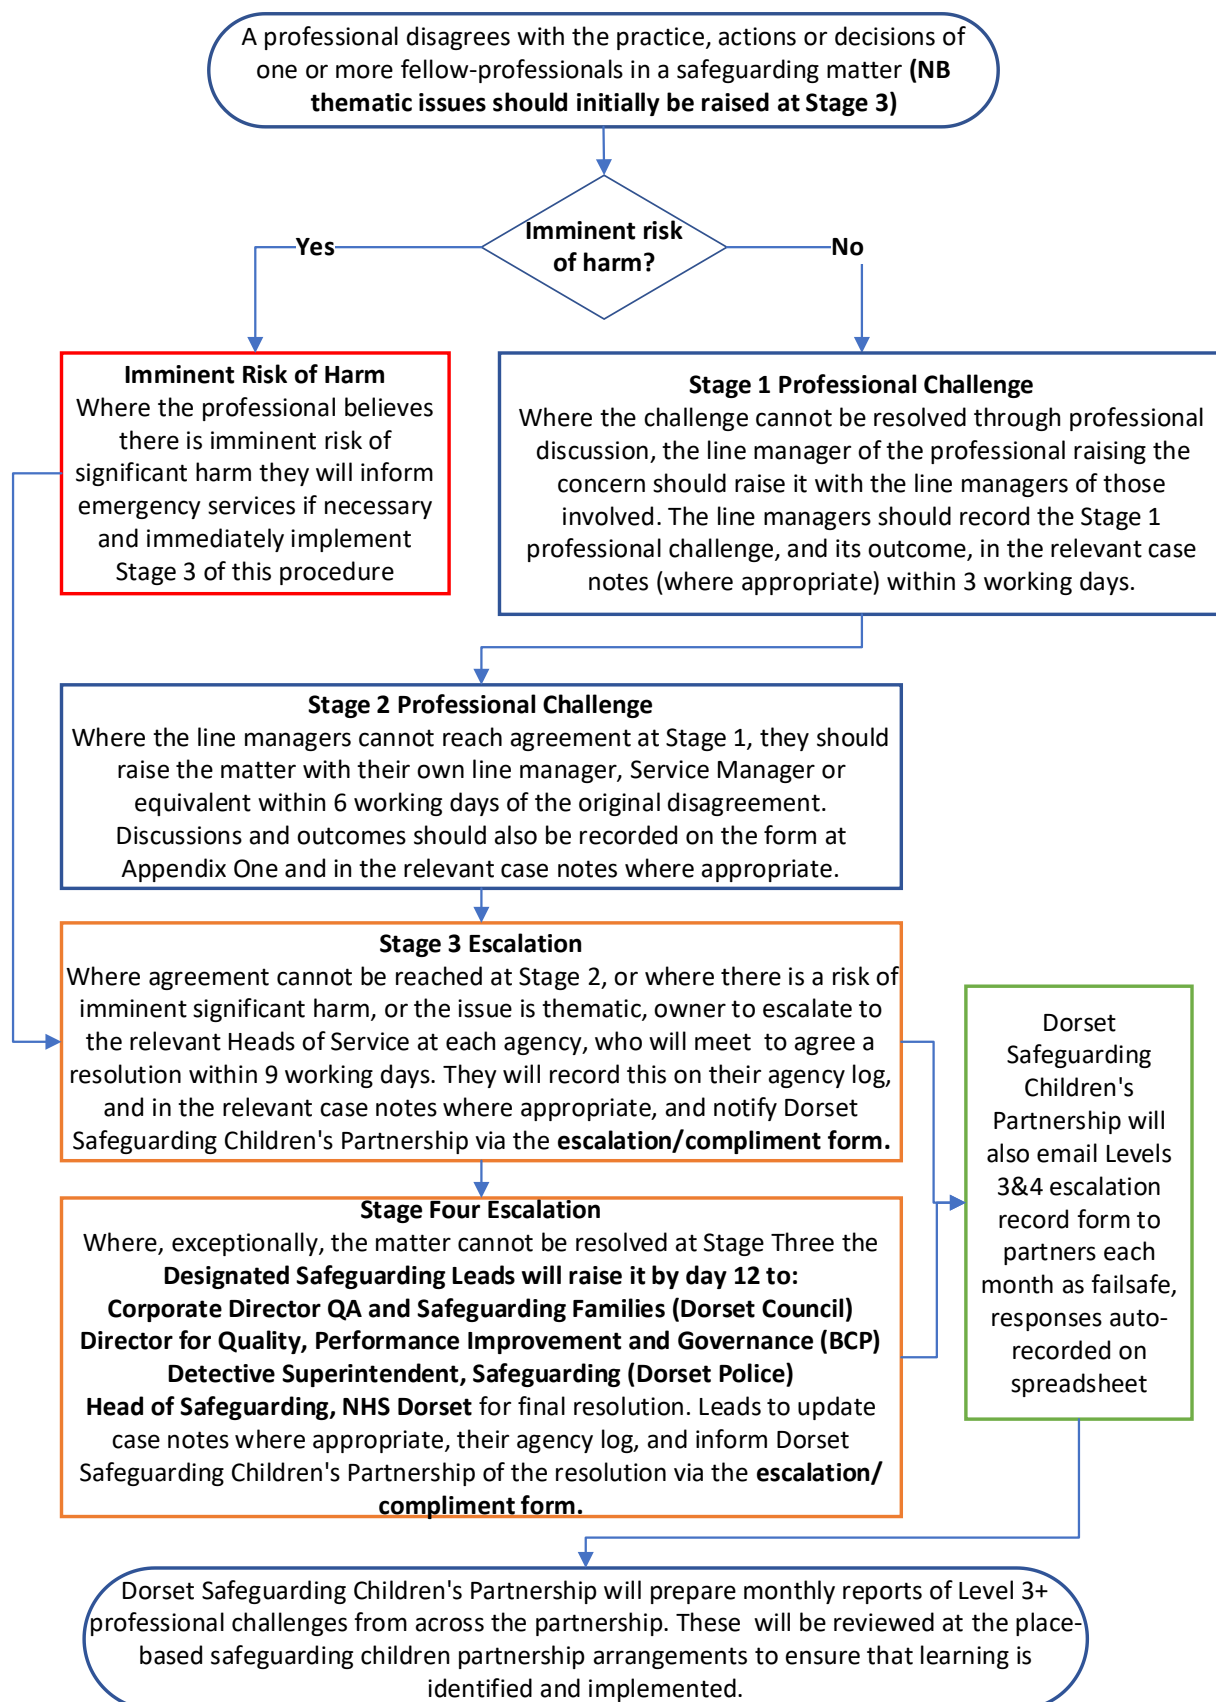 A professional disagrees with the practice, actions or decisions of
one or more fellow-professionals in a safeguarding matter (NB
thematic issues should initially be raised at Stage 3)
Imminent risk
of harm?
Yes
No
Imminent Risk of Harm
Where the professional believes
there is imminent risk of
significant harm they will inform
emergency services if necessary
and immediately implement
Stage 3 of this procedure
Stage 1 Professional Challenge
Where the challenge cannot be resolved through professional
discussion, the line manager of the professional raising the
concern should raise it with the line managers of those
involved. The line managers should record the Stage 1
professional challenge, and its outcome, in the relevant case
notes (where appropriate) within 3 working days.
Stage 2 Professional Challenge
Where the line managers cannot reach agreement at Stage 1, they should
raise the matter with their own line manager, Service Manager or
equivalent within 6 working days of the original disagreement.
Discussions and outcomes should also be recorded on the form at
Appendix One and in the relevant case notes where appropriate.
Stage 3 Escalation
Where agreement cannot be reached at Stage 2, or where there is a risk of
imminent significant harm, or the issue is thematic, owner to escalate to
the relevant Heads of Service at each agency, who will meet to agree a
resolution within 9 working days. They will record this on their agency log,
and in the relevant case notes where appropriate, and notify Dorset
Safeguarding Children's Partnership via the escalation/compliment form.
Stage Four Escalation
Where, exceptionally, the matter cannot be resolved at Stage Three the
Designated Safeguarding Leads will raise it by day 12 to:
Corporate Director QA and Safeguarding Families (Dorset Council)
Director for Quality, Performance Improvement and Governance (BCP)
Detective Superintendent, Safeguarding (Dorset Police)
Head of Safeguarding, NHS Dorset for final resolution. Leads to update
case notes where appropriate, their agency log, and inform Dorset
Safeguarding Children's Partnership of the resolution via the escalation/
compliment form.
Dorset
Safeguarding
Children's
Partnership will
also email Levels
3&4 escalation
record form to
partners each
month as failsafe,
responses auto-
recorded on
spreadsheet
Dorset Safeguarding Children's Partnership will prepare monthly reports of Level 3+
professional challenges from across the partnership. These will be reviewed at the place-
based safeguarding children partnership arrangements to ensure that learning is
identified and implemented.